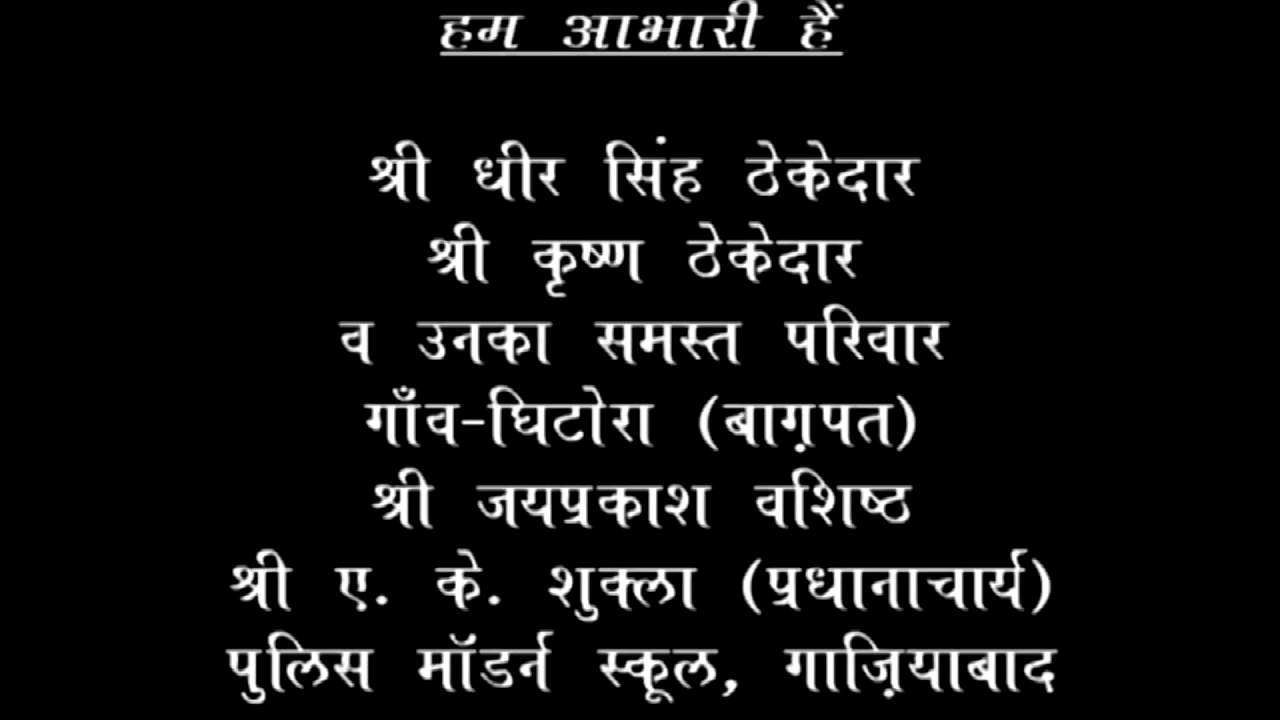 हम आभारी हैं
श्री धीर सिंह ठेकेदार
श्री कृष्ण ठेकेदार
व उनका समस्त परिवार
गाँव-घिटोरा (बाग़पत)
श्री जयप्रकाश वशिष्ठ
श्री ए. के. शुक्ला (प्रधानाचार्य)
पुलिस मॉडर्न स्कूल, गाज़ियाबाद